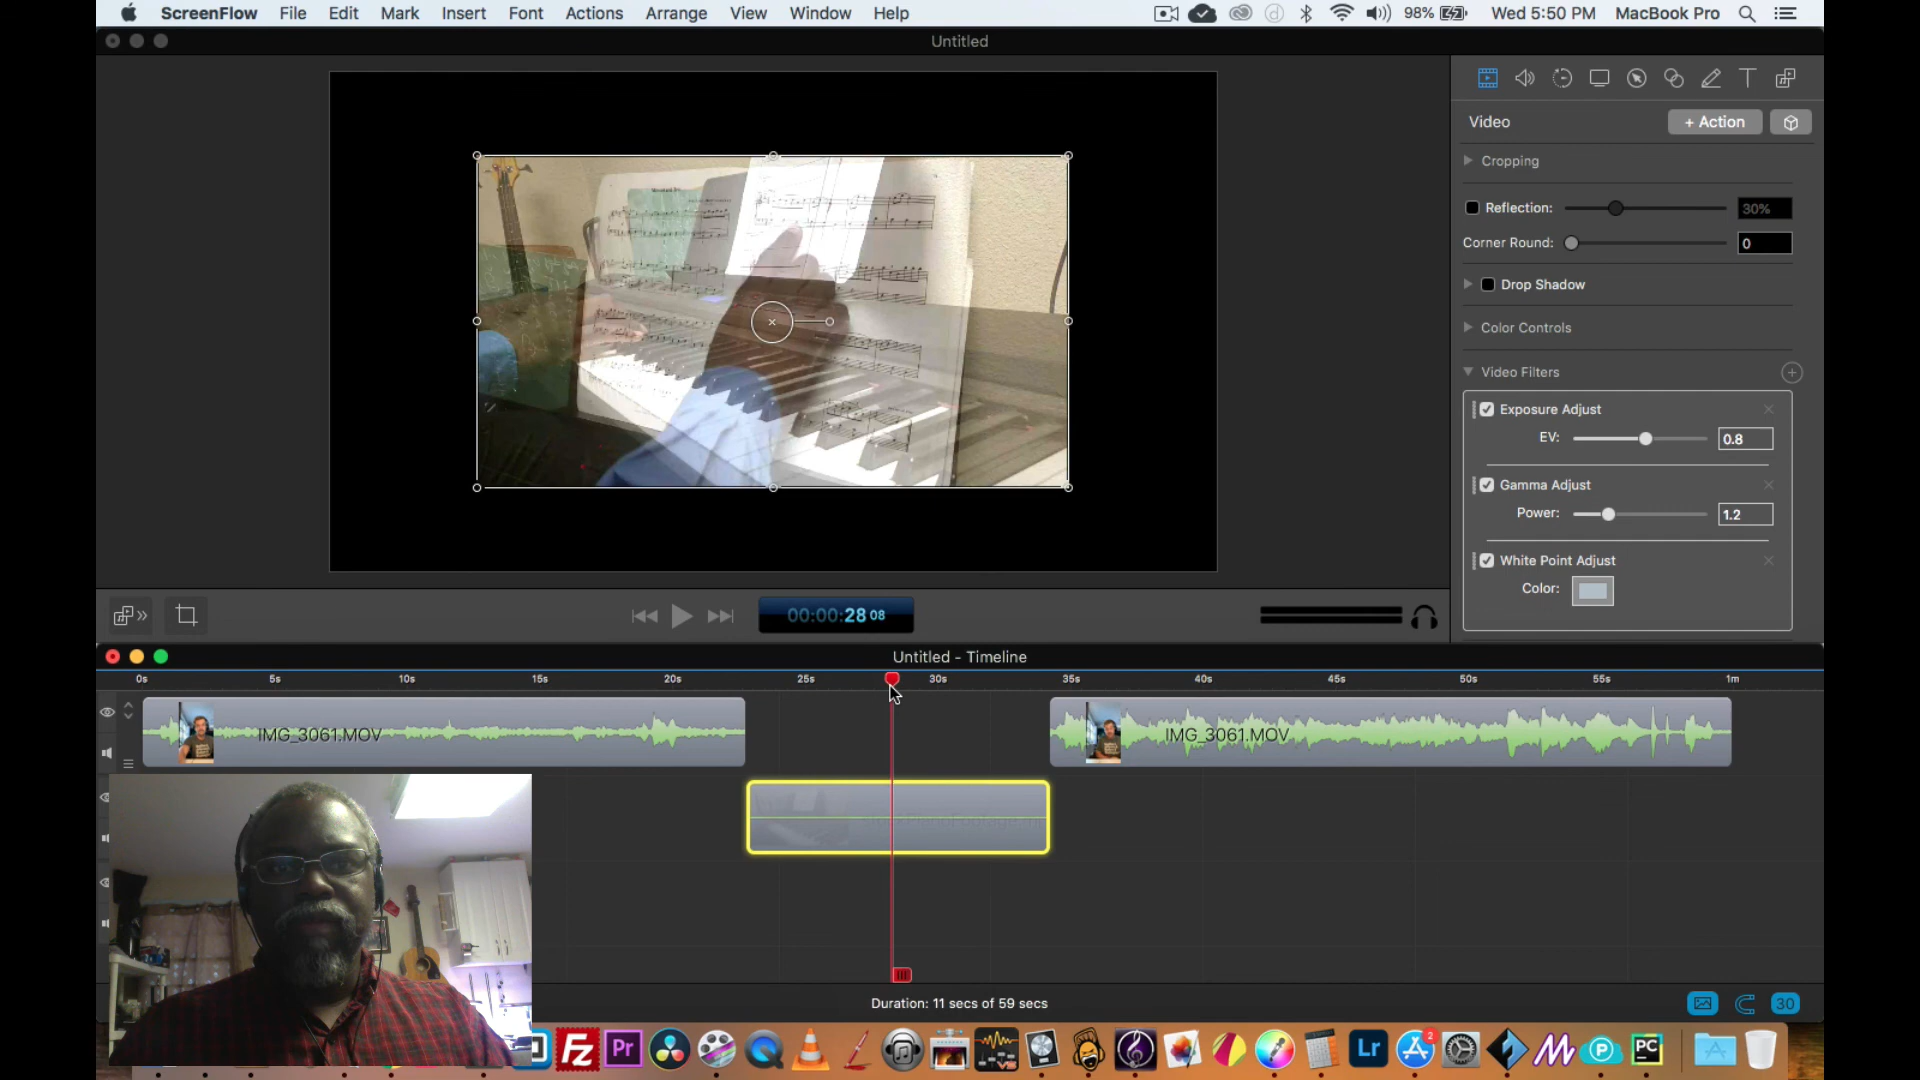 ScreenFlow File Edit Mark Insert Font Actions Arrange View Window Help 98% Wed 5:50 PM MacBook Pro
Untitled
Video + Action
Cropping
Reflection: 30%
Corner Round: 0
Drop Shadow
Color Controls
Video Filters
Exposure Adjust
EV: 0.8
Gamma Adjust
Power: 1.2
White Point Adjust
Color:
00:00:28 08
Untitled - Timeline
0s 5s 10s 15s 20s 25s 30s 35s 40s 45s 50s 55s 1m
IMG_3061.MOV IMG_3061.MOV
Duration: 11 secs of 59 secs
30
Fz Pr Lr 2 P PC